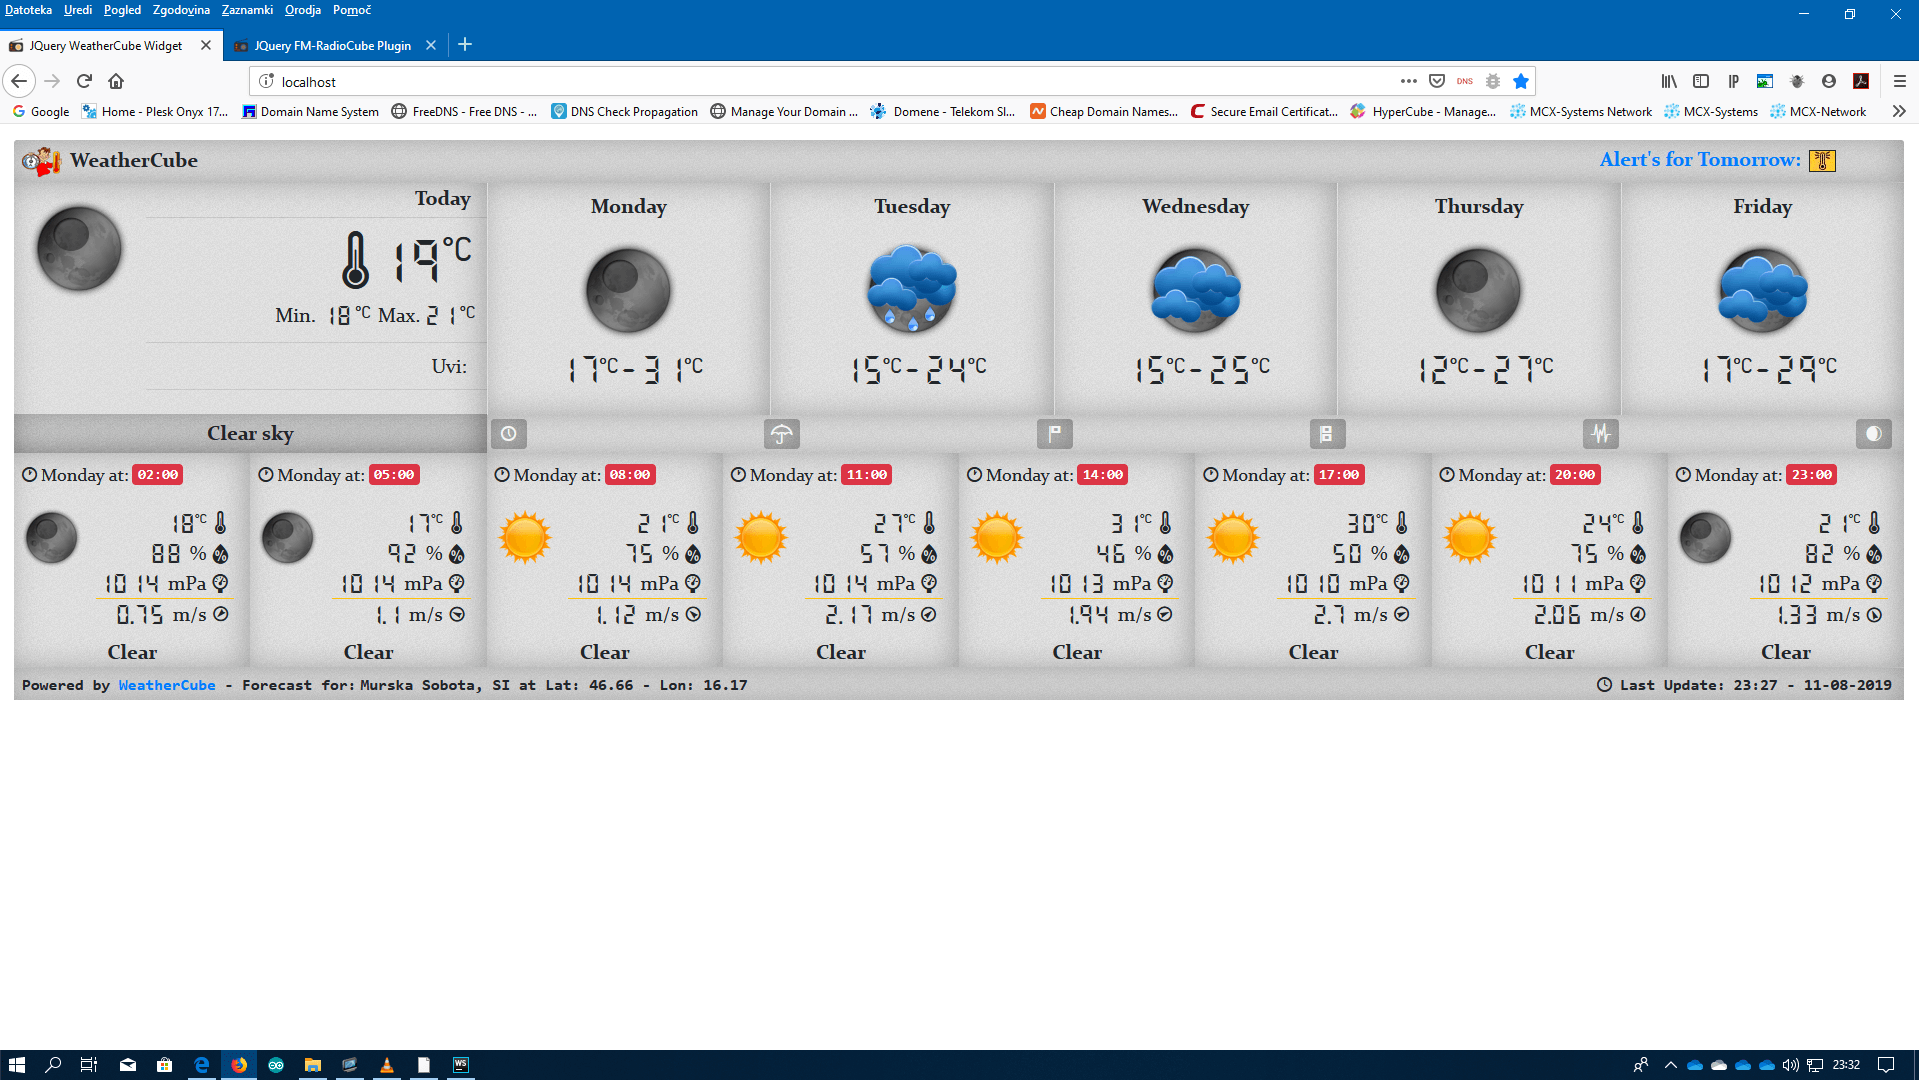 Datoteka Uredi Pogled Zgodovina Zaznamki Orodja Pomoč
JQuery WeatherCube Widget JQuery FM-RadioCube Plugin
localhost DNS IP
Google Home - Plesk Onyx 17... Domain Name System FreeDNS - Free DNS - ... DNS Check Propagation Manage Your Domain ... Domene - Telekom Sl... Cheap Domain Names... Secure Email Certificat... HyperCube - Manage... MCX-Systems Network MCX-Systems MCX-Network
WeatherCube Alert's for Tomorrow:
Today
19°C
Min. 18°C Max. 21°C
Uvi:
Clear sky
Monday Tuesday Wednesday Thursday Friday
17°C-31°C 15°C-24°C 15°C-25°C 12°C-27°C 17°C-29°C
Monday at: 02:00 Monday at: 05:00 Monday at: 08:00 Monday at: 11:00 Monday at: 14:00 Monday at: 17:00 Monday at: 20:00 Monday at: 23:00
18°C 17°C 21°C 27°C 31°C 30°C 24°C 21°C
88 % 92 % 75 % 57 % 46 % 50 % 75 % 82 %
1014 mPa 1014 mPa 1014 mPa 1014 mPa 1013 mPa 1010 mPa 1011 mPa 1012 mPa
0.75 m/s 1.1 m/s 1.12 m/s 2.17 m/s 1.94 m/s 2.7 m/s 2.06 m/s 1.33 m/s
Clear Clear Clear Clear Clear Clear Clear Clear
Powered by WeatherCube - Forecast for: Murska Sobota, SI at Lat: 46.66 - Lon: 16.17 Last Update: 23:27 - 11-08-2019
WS 23:32